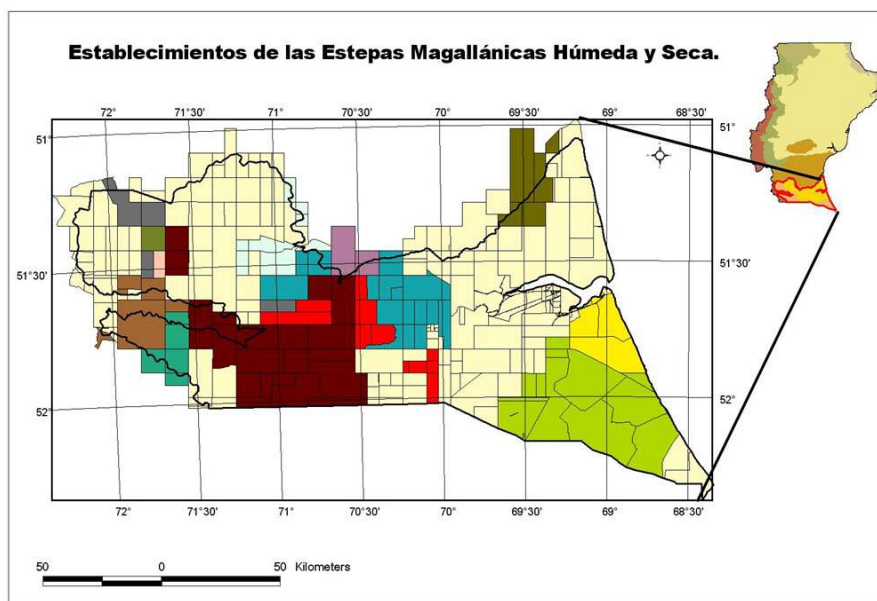 Establecimientos de las Estepas Magallánicas Húmeda y Seca.
72° 71°30' 71° 70°30' 70° 69°30' 69° 68°30'
51° 51°
51°30' 51°30'
52° 52°
72° 71°30' 71° 70°30' 70° 69°30' 69° 68°30'
50 0 50 Kilometers